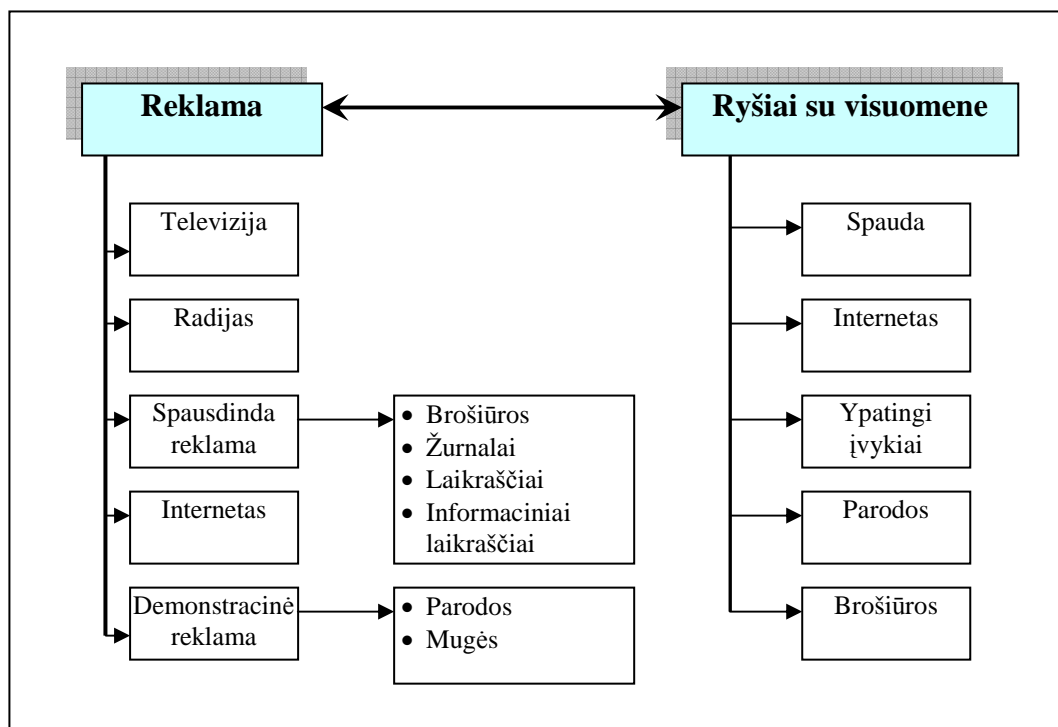 Reklama
Ryšiai su visuomene
Televizija
Radijas
Spausdinda
reklama
Internetas
Demonstracinė
reklama
• Brošiūros
• Žurnalai
• Laikraščiai
• Informaciniai
laikraščiai
• Parodos
• Mugės
Spauda
Internetas
Ypatingi
įvykiai
Parodos
Brošiūros